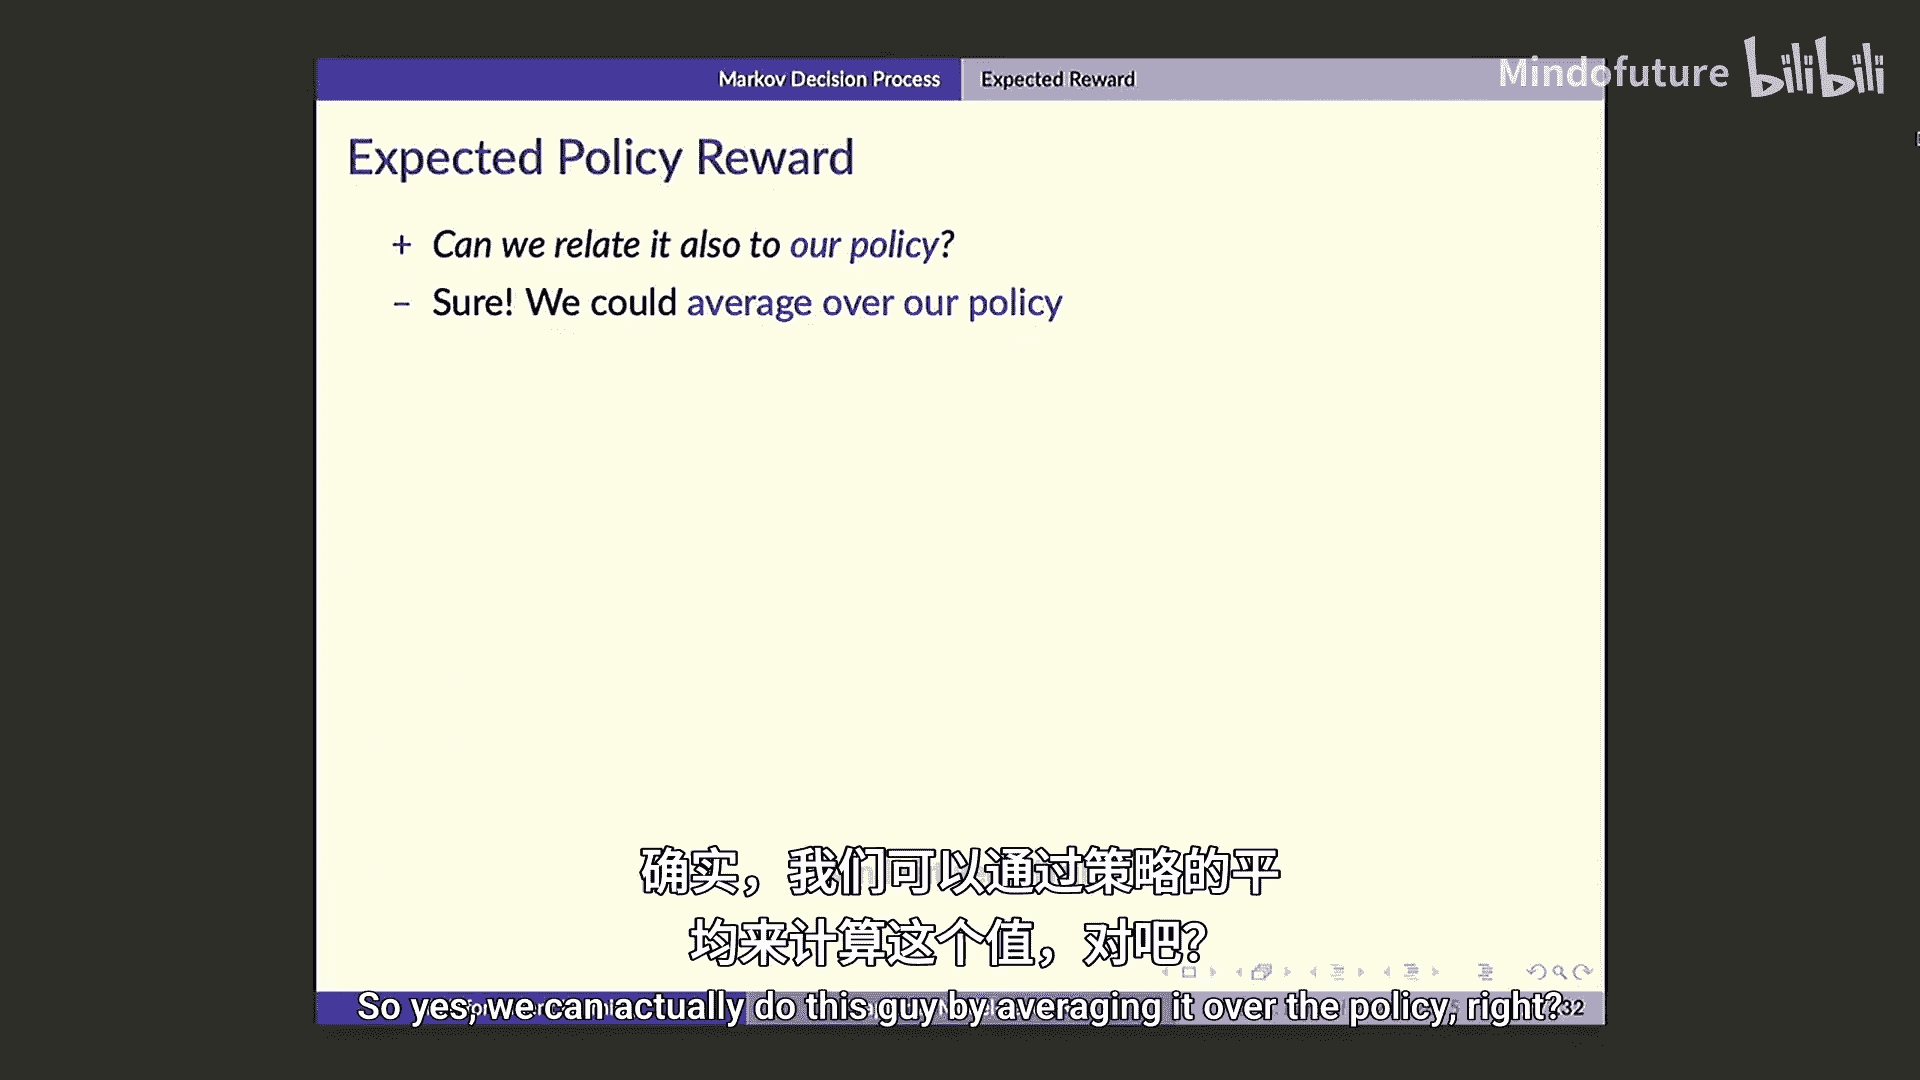 Mindofuture bilibili
Markov Decision Process Expected Reward
Expected Policy Reward
+ Can we relate it also to our policy?
– Sure! We could average over our policy
确实，我们可以通过策略的平
均来计算这个值，对吧？
So yes, we can actually do this guy by averaging it over the policy, right?
32